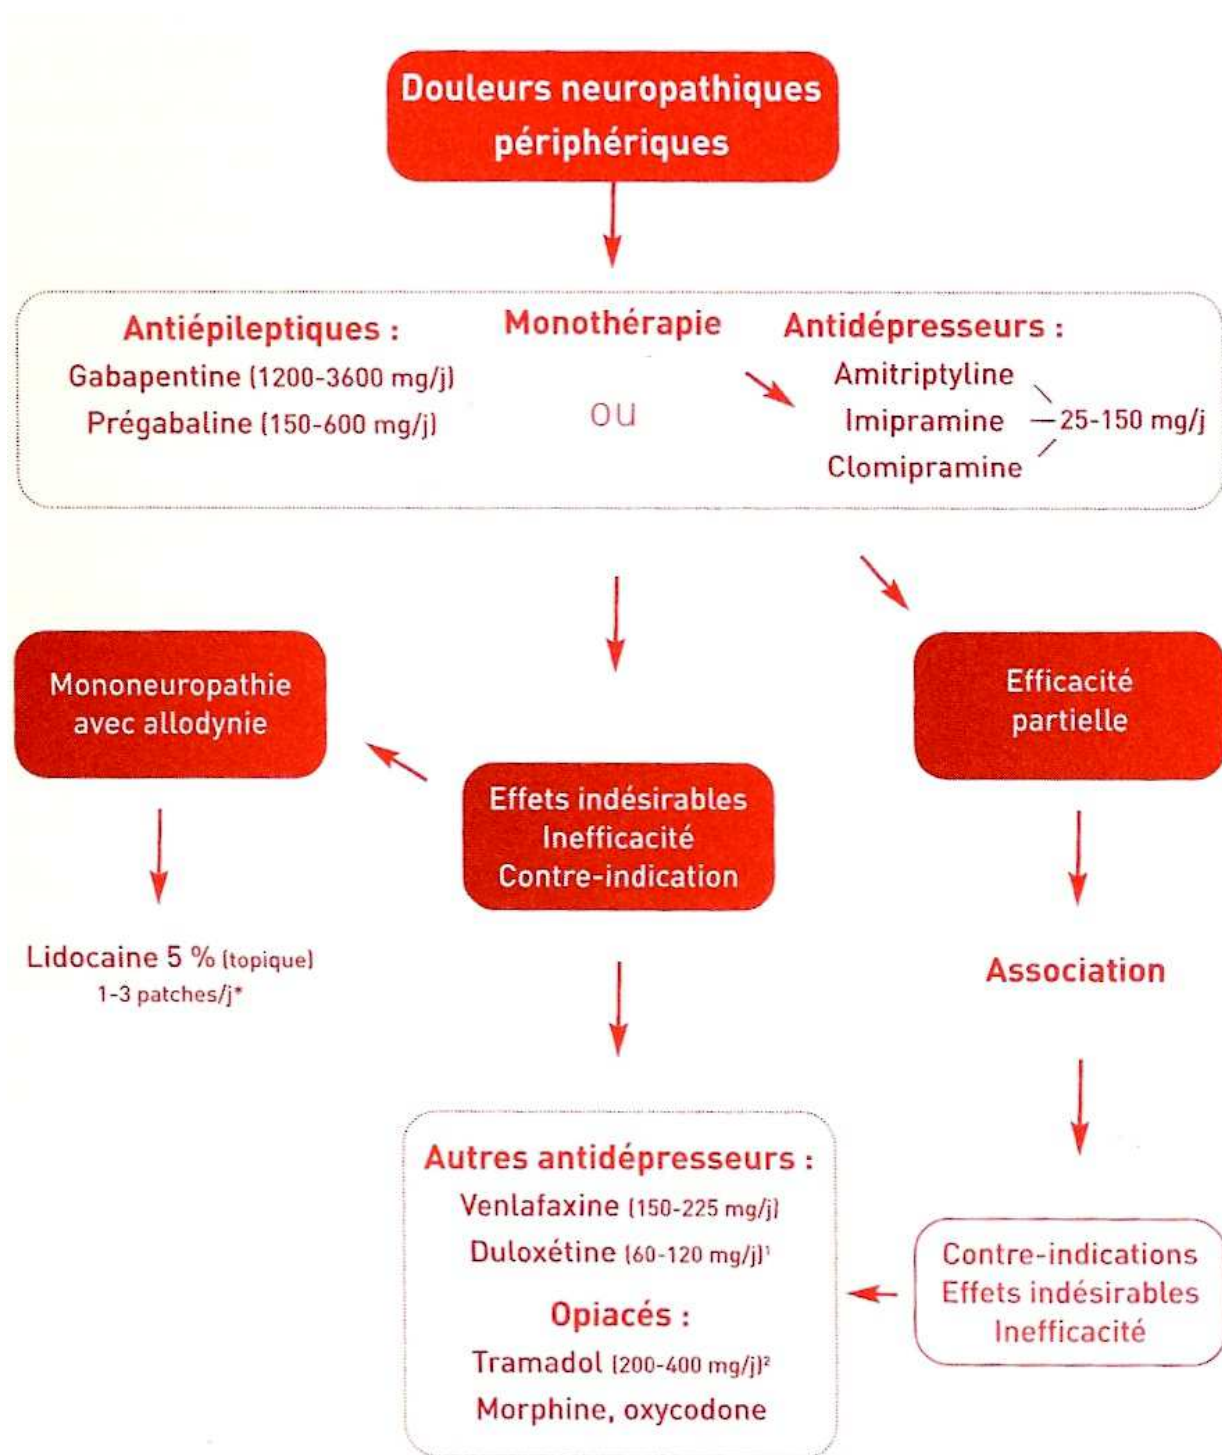 Douleurs neuropathiques
périphériques
Antiépileptiques :
Gabapentine (1200-3600 mg/j)
Prégabaline (150-600 mg/j)
Monothérapie
ou
Antidépresseurs :
Amitriptyline
Imipramine
Clomipramine
25-150 mg/j
Mononeuropathie
avec allodynie
Effets indésirables
Inefficacité
Contre-indication
Efficacité
partielle
Lidocaine 5 % (topique)
1-3 patches/j*
Association
Autres antidépresseurs :
Venlafaxine (150-225 mg/j)
Duloxétine (60-120 mg/j)¹
Opiacés :
Tramadol (200-400 mg/j)²
Morphine, oxycodone
Contre-indications
Effets indésirables
Inefficacité